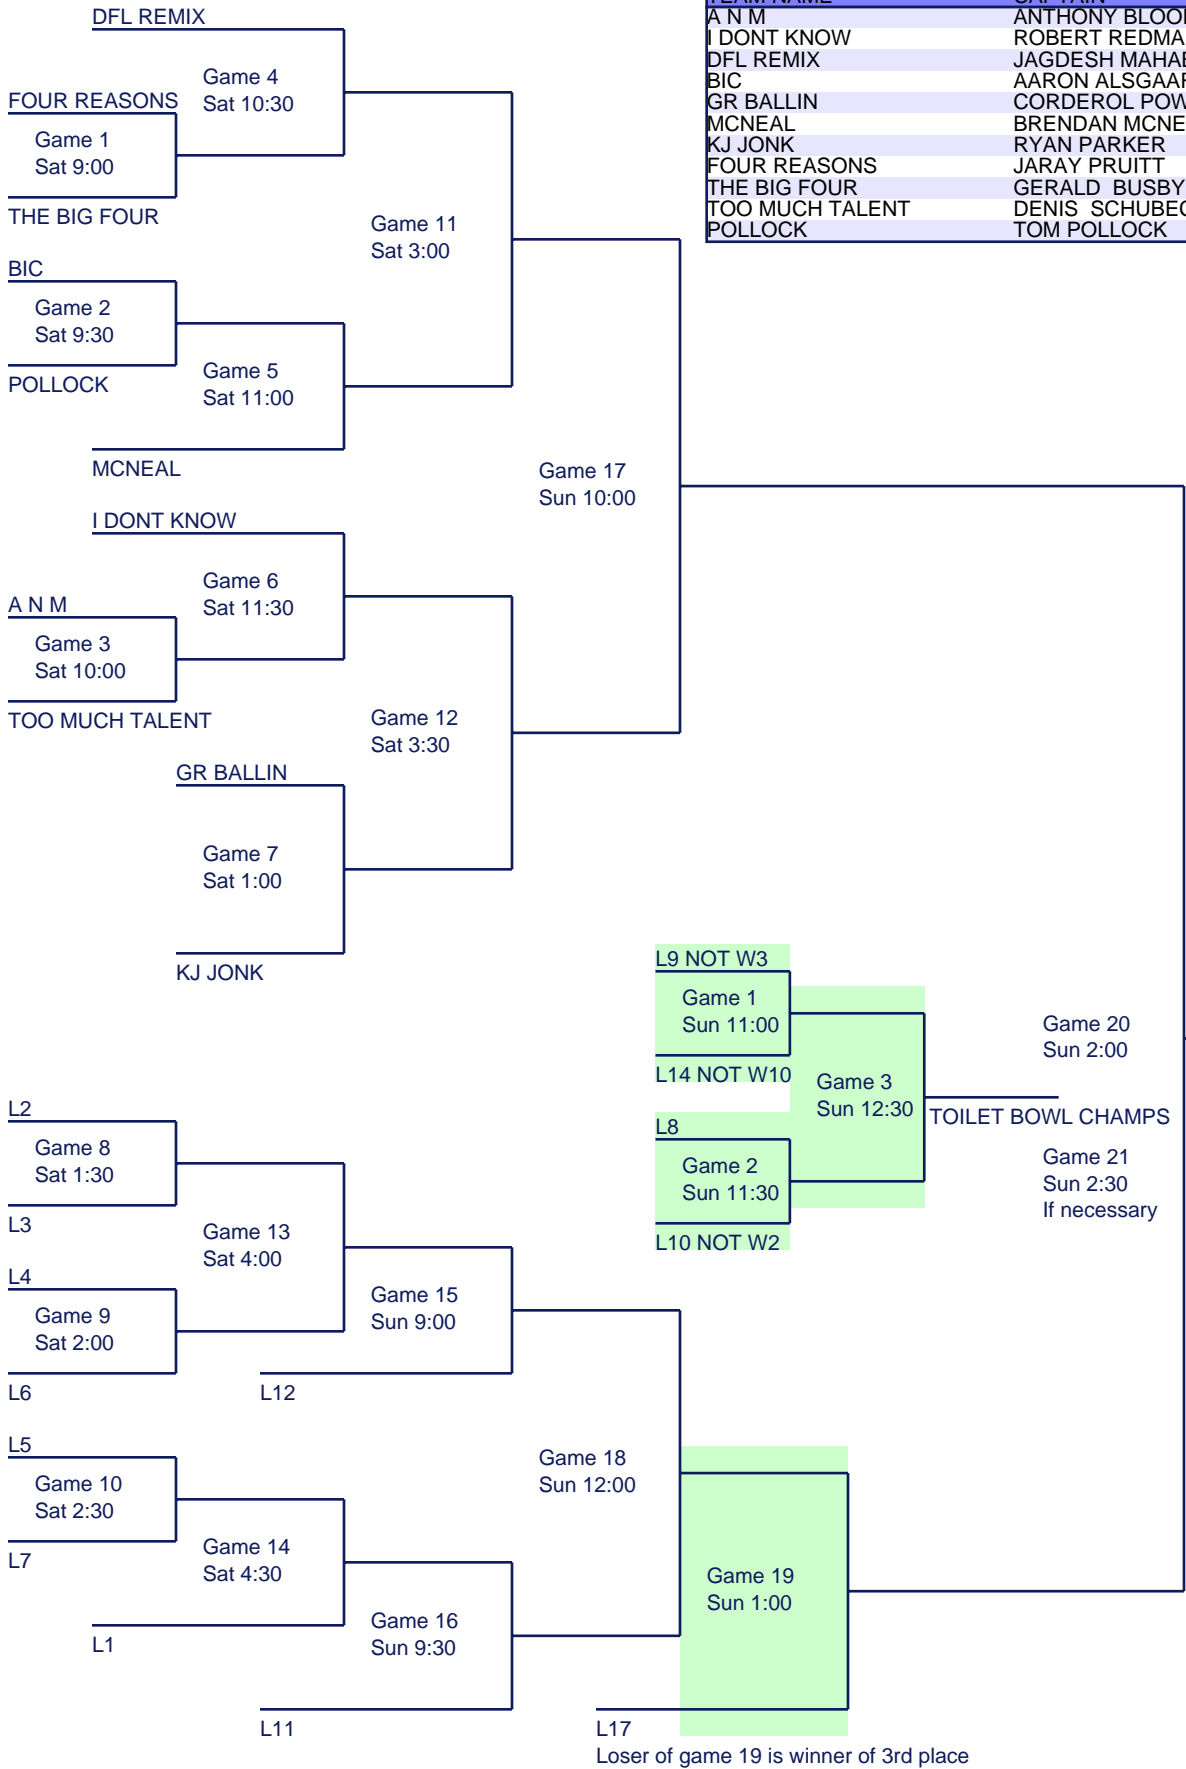 DFL REMIX
Game 4
Sat 10:30
FOUR REASONS
Game 1
Sat 9:00
THE BIG FOUR
Game 11
Sat 3:00
BIC
Game 2
Sat 9:30
POLLOCK
Game 5
Sat 11:00
MCNEAL
Game 17
Sun 10:00
I DONT KNOW
Game 6
Sat 11:30
A N M
Game 3
Sat 10:00
TOO MUCH TALENT
Game 12
Sat 3:30
GR BALLIN
Game 7
Sat 1:00
KJ JONK
TEAM NAME CAPTAIN
A N M ANTHONY
I DONT KNOW ROBERT
DFL REMIX JAGDESH
BIC AARON
GR BALLIN CORDEROL
MCNEAL BRENDAN
KJ JONK RYAN PARKER
FOUR REASONS JARAY PRUITT
THE BIG FOUR GERALD BUSBY
TOO MUCH TALENT DENIS
POLLOCK TOM POLLOCK
L9 NOT W3
Game 1
Sun 11:00
L14 NOT W10
Game 3
Sun 12:30
L8
Game 2
Sun 11:30
L10 NOT W2
TOILET BOWL CHAMPS
Game 20
Sun 2:00
Game 21
Sun 2:30
If necessary
L2
Game 8
Sat 1:30
L3
Game 13
Sat 4:00
L4
Game 9
Sat 2:00
L6
Game 15
Sun 9:00
L12
L5
Game 10
Sat 2:30
L7
Game 14
Sat 4:30
L1
Game 16
Sun 9:30
L11
Game 18
Sun 12:00
Game 19
Sun 1:00
L17
Loser of game 19 is winner of 3rd place